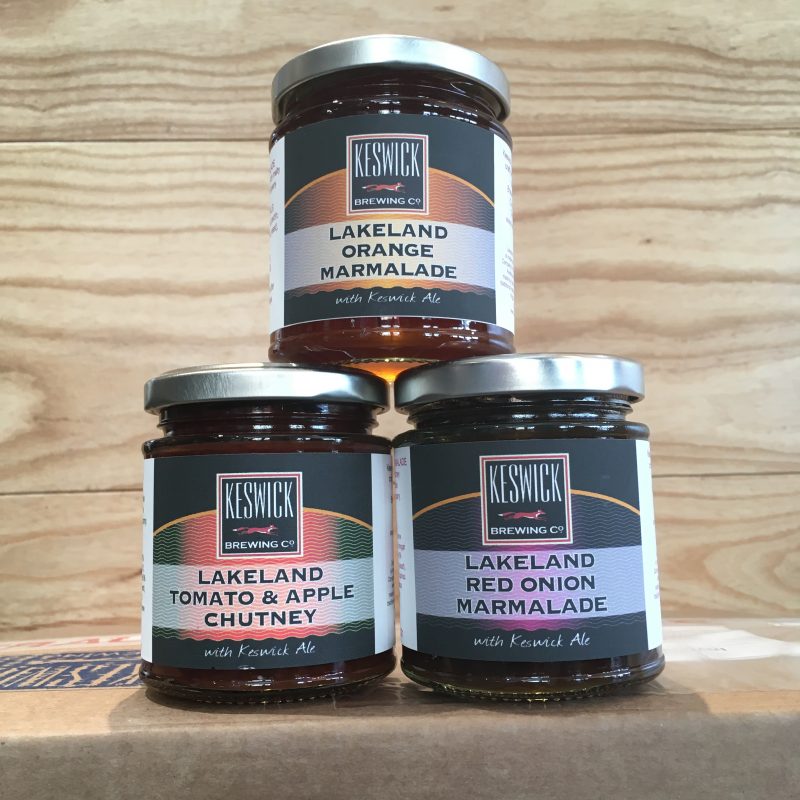 KESWICK
BREWING Co
LAKELAND
ORANGE
MARMALADE
with Keswick Ale
KESWICK
BREWING Co
LAKELAND
TOMATO & APPLE
CHUTNEY
with Keswick Ale
KESWICK
BREWING Co
LAKELAND
RED ONION
MARMALADE
with Keswick Ale